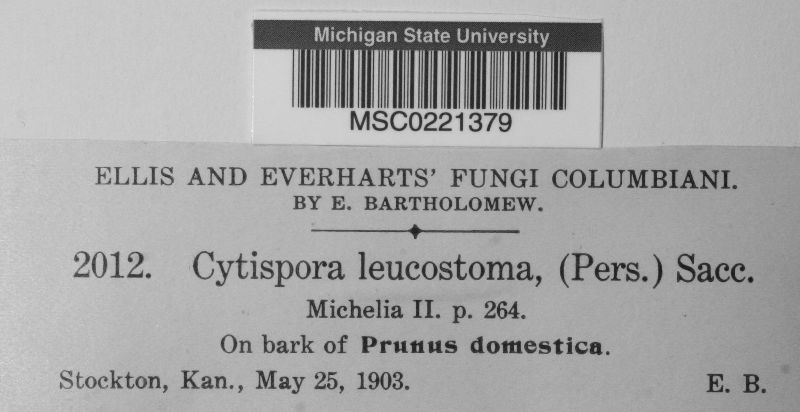 Michigan State University
MSC0221379
ELLIS AND EVERHARTS' FUNGI COLUMBIANI.
BY E. BARTHOLOMEW.
2012. Cytispora leucostoma, (Pers.) Sacc.
Michelia II. p. 264.
On bark of Prunus domestica.
Stockton, Kan., May 25, 1903. E. B.